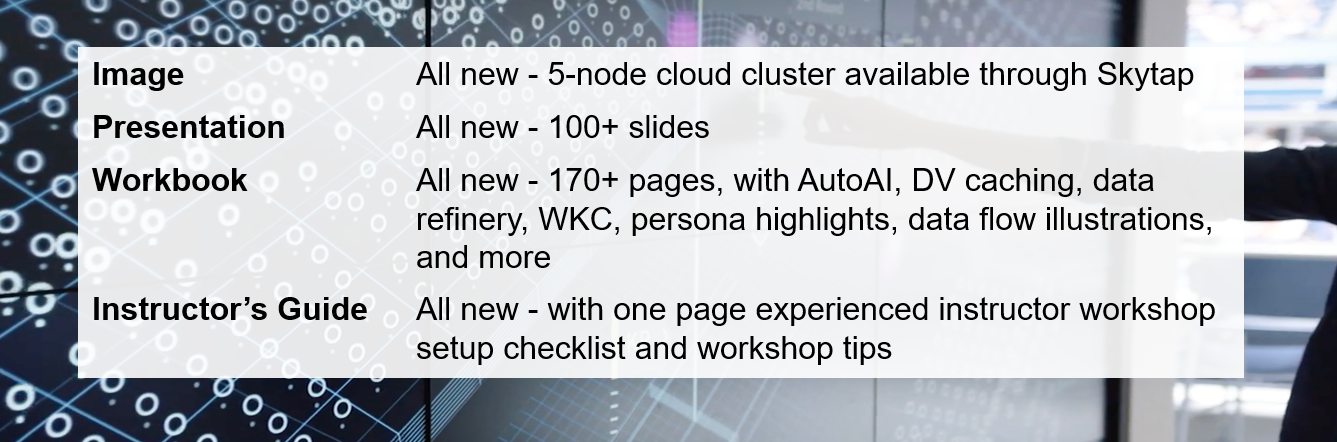 Image All new - 5-node cloud cluster available through Skytap
Presentation All new - 100+ slides
Workbook All new - 170+ pages, with AutoAI, DV caching, data
refinery, WKC, persona highlights, data flow illustrations,
and more
Instructor’s Guide All new - with one page experienced instructor workshop
setup checklist and workshop tips